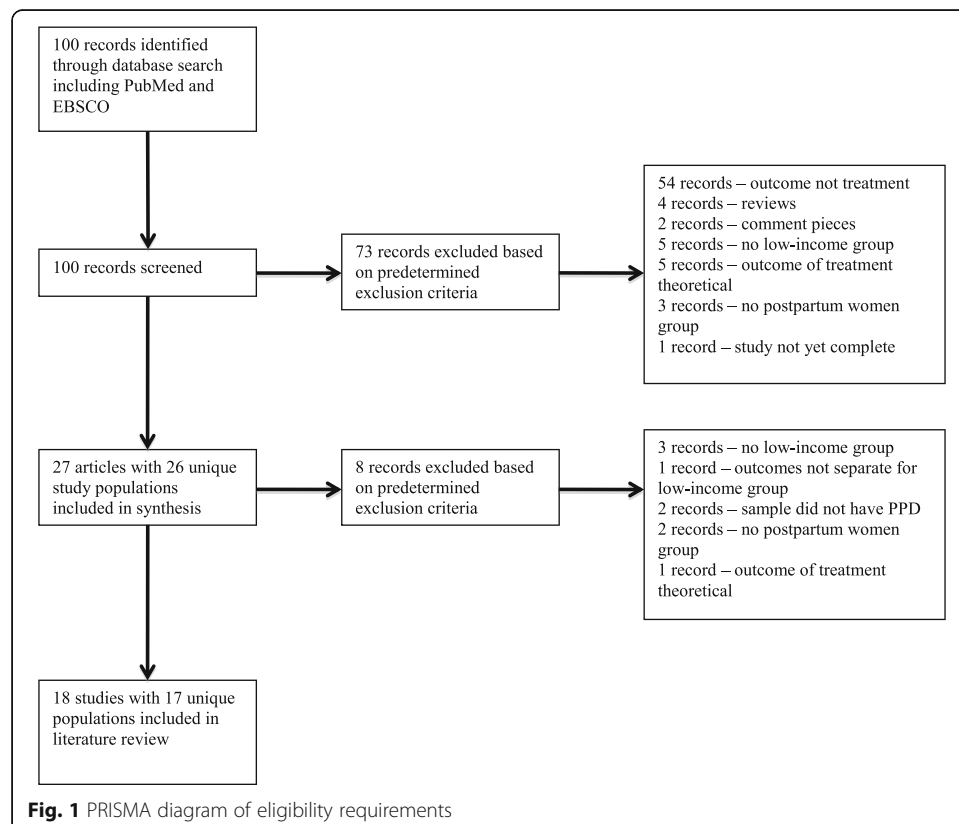 100 records identified
through database search
including PubMed and
EBSCO
54 records – outcome not treatment
4 records – reviews
2 records – comment pieces
5 records – no low-income group
5 records – outcome of treatment
theoretical
3 records – no postpartum women
group
1 record – study not yet complete
100 records screened
73 records excluded based
on predetermined
exclusion criteria
27 articles with 26 unique
study populations
included in synthesis
8 records excluded based
on predetermined
exclusion criteria
3 records – no low-income group
1 record – outcomes not separate for
low-income group
2 records – sample did not have PPD
2 records – no postpartum women
group
1 record – outcome of treatment
theoretical
18 studies with 17 unique
populations included in
literature review
Fig. 1 PRISMA diagram of eligibility requirements